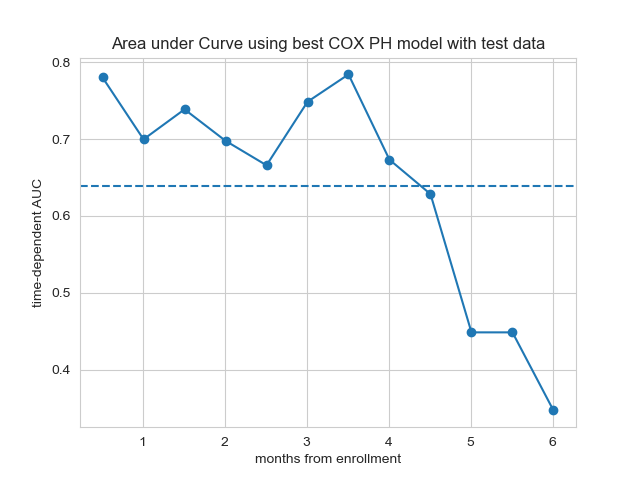 Area under Curve using best COX PH model with test data
0.8
0.7
0.6
0.5
0.4
time-dependent AUC
1 2 3 4 5 6
months from enrollment